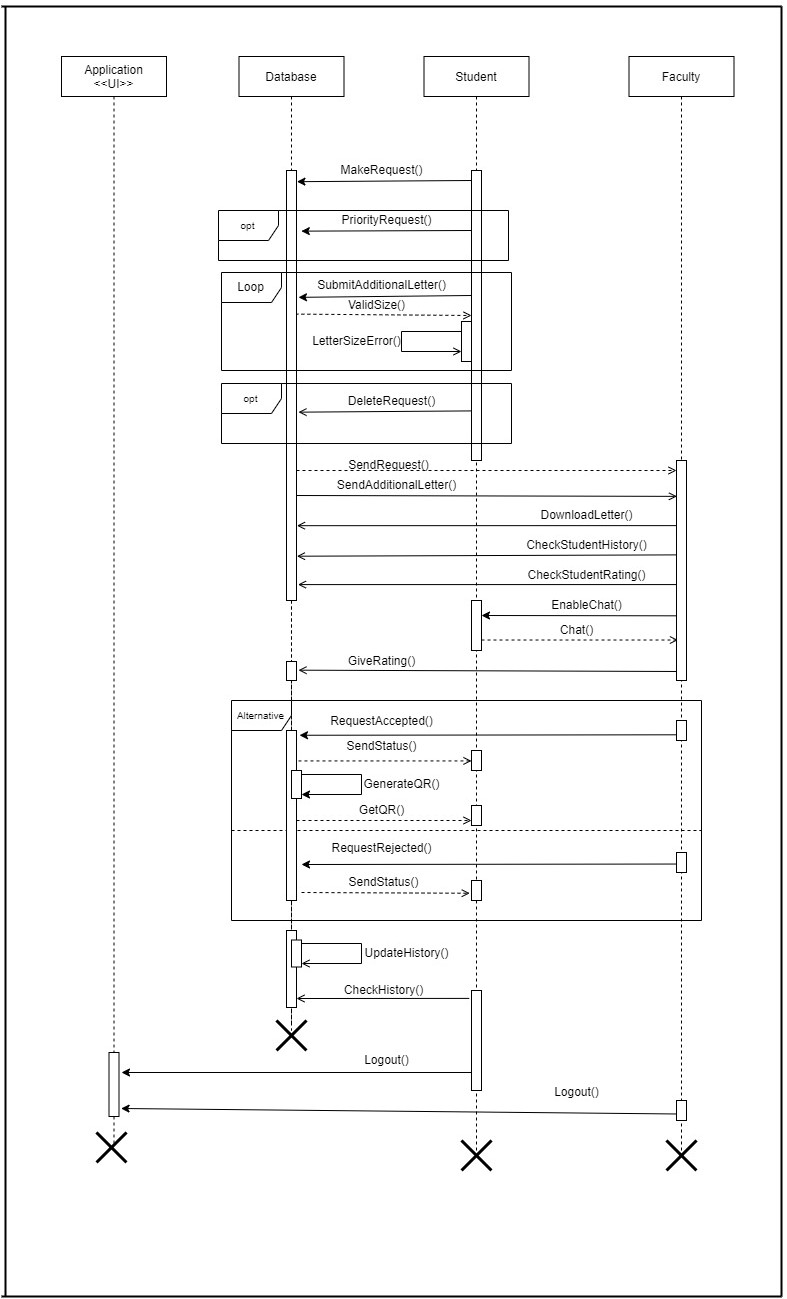 Application
<<UI>>
Database
Student
Faculty
MakeRequest()
opt
PriorityRequest()
Loop
SubmitAdditionalLetter()
ValidSize()
LetterSizeError()
opt
DeleteRequest()
SendRequest()
SendAdditionalLetter()
DownloadLetter()
CheckStudentHistory()
CheckStudentRating()
EnableChat()
Chat()
GiveRating()
Alternative
RequestAccepted()
SendStatus()
GenerateQR()
GetQR()
RequestRejected()
SendStatus()
UpdateHistory()
CheckHistory()
Logout()
Logout()